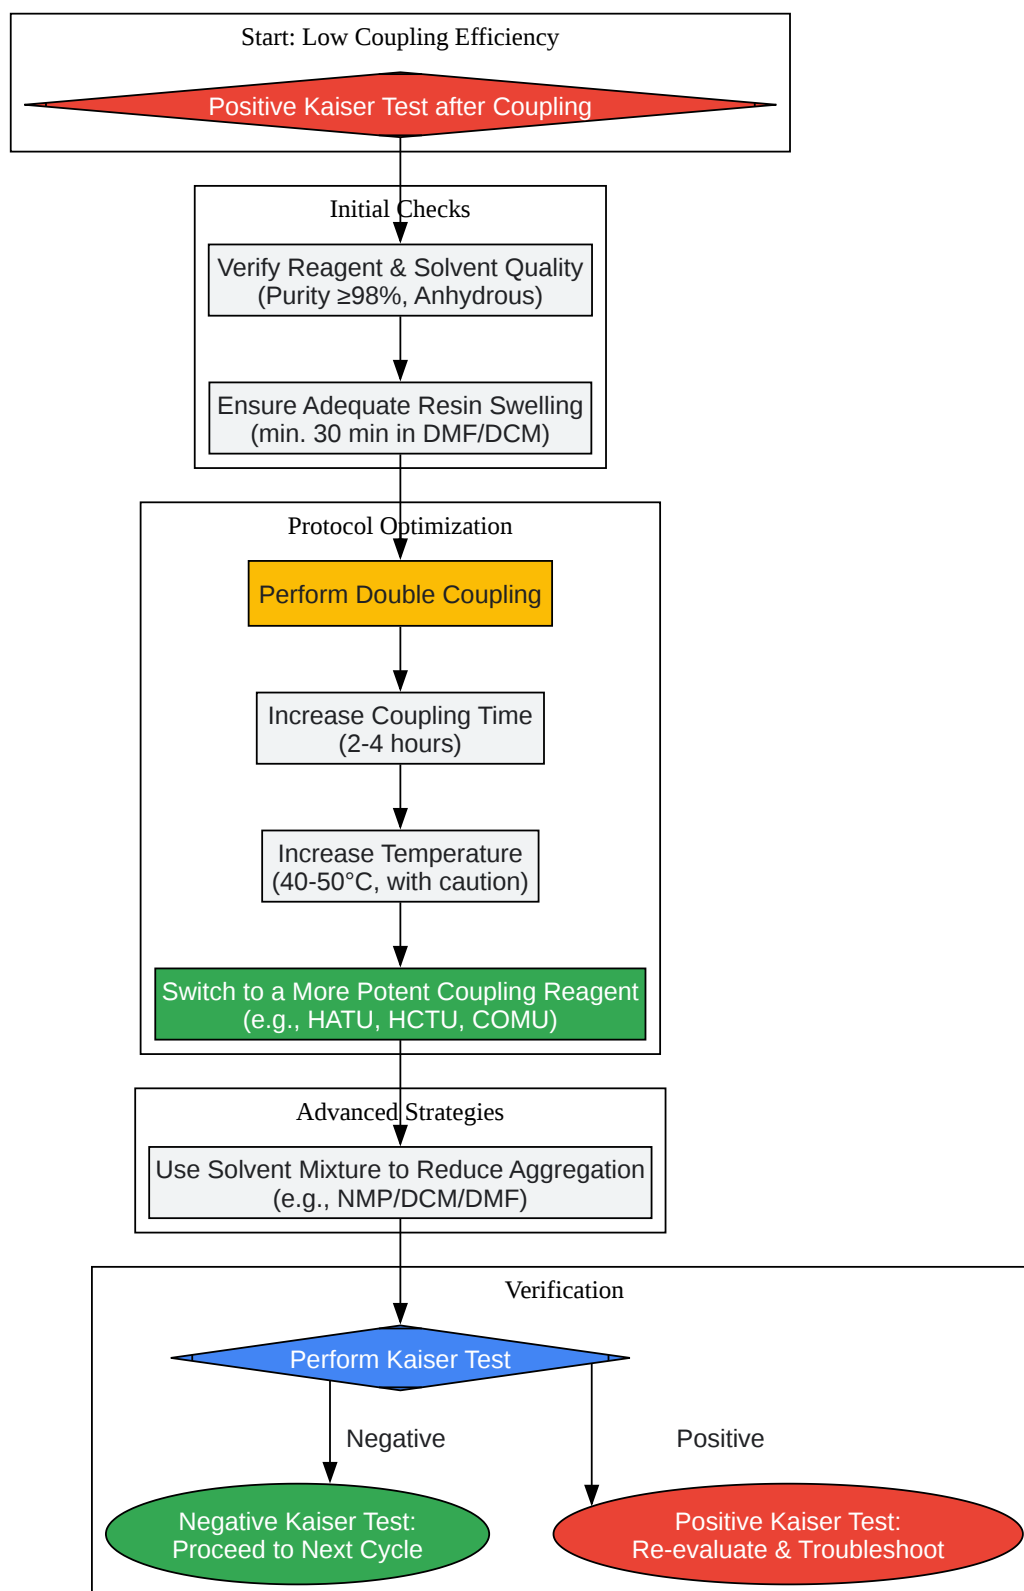 Start: Low Coupling Efficiency
Positive Kaiser Test after Coupling
Initial Checks
Verify Reagent & Solvent Quality
(Purity ≥98%, Anhydrous)
Ensure Adequate Resin Swelling
(min. 30 min in DMF/DCM)
Protocol Optimization
Perform Double Coupling
Increase Coupling Time
(2-4 hours)
Increase Temperature
(40-50°C, with caution)
Switch to a More Potent Coupling Reagent
(e.g., HATU, HCTU, COMU)
Advanced Strategies
Use Solvent Mixture to Reduce Aggregation
(e.g., NMP/DCM/DMF)
Verification
Perform Kaiser Test
Negative
Positive
Negative Kaiser Test:
Proceed to Next Cycle
Positive Kaiser Test:
Re-evaluate & Troubleshoot